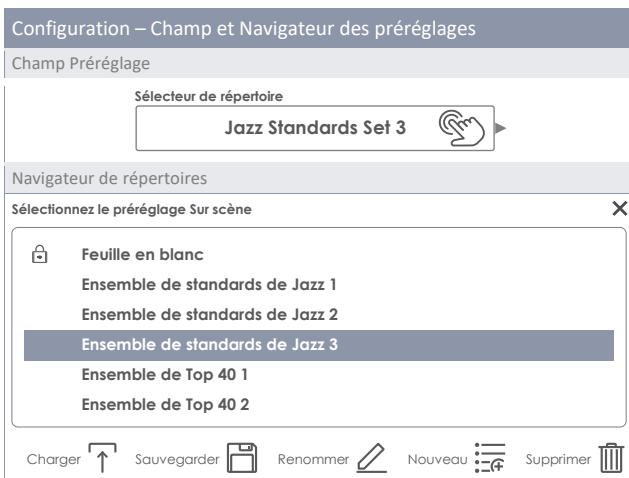 Configuration – Champ et Navigateur des préréglages
Champ Préréglage
Sélecteur de répertoire
Jazz Standards Set 3
Navigateur de répertoires
Sélectionnez le préréglage Sur scène
Feuille en blanc
Ensemble de standards de Jazz 1
Ensemble de standards de Jazz 2
Ensemble de standards de Jazz 3
Ensemble de Top 40 1
Ensemble de Top 40 2
Charger Sauvegarder Renommer Nouveau Supprimer